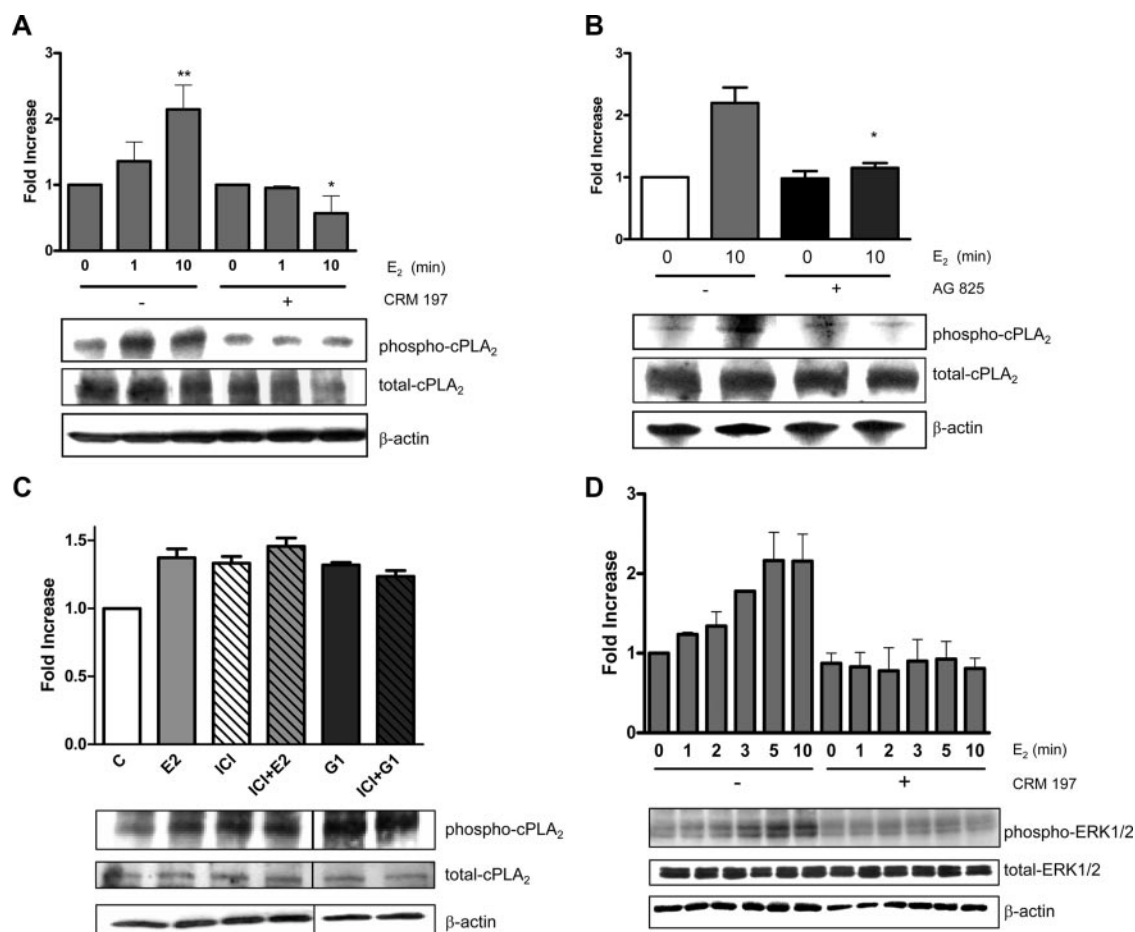 A
3
2
1
0
Fold Increase
**
*
0 1 10 0 1 10 E₂ (min)
- + CRM 197
phospho-cPLA₂
total-cPLA₂
β-actin
B
3
2
1
0
Fold Increase
*
0 10 0 10 E₂ (min)
- + AG 825
phospho-cPLA₂
total-cPLA₂
β-actin
C
1.5
1.0
0.5
0.0
Fold Increase
C E2 ICI ICI+E2 G1 ICI+G1
phospho-cPLA₂
total-cPLA₂
β-actin
D
3
2
1
0
Fold Increase
0 1 2 3 5 10 0 1 2 3 5 10 E₂ (min)
- + CRM 197
phospho-ERK1/2
total-ERK1/2
β-actin